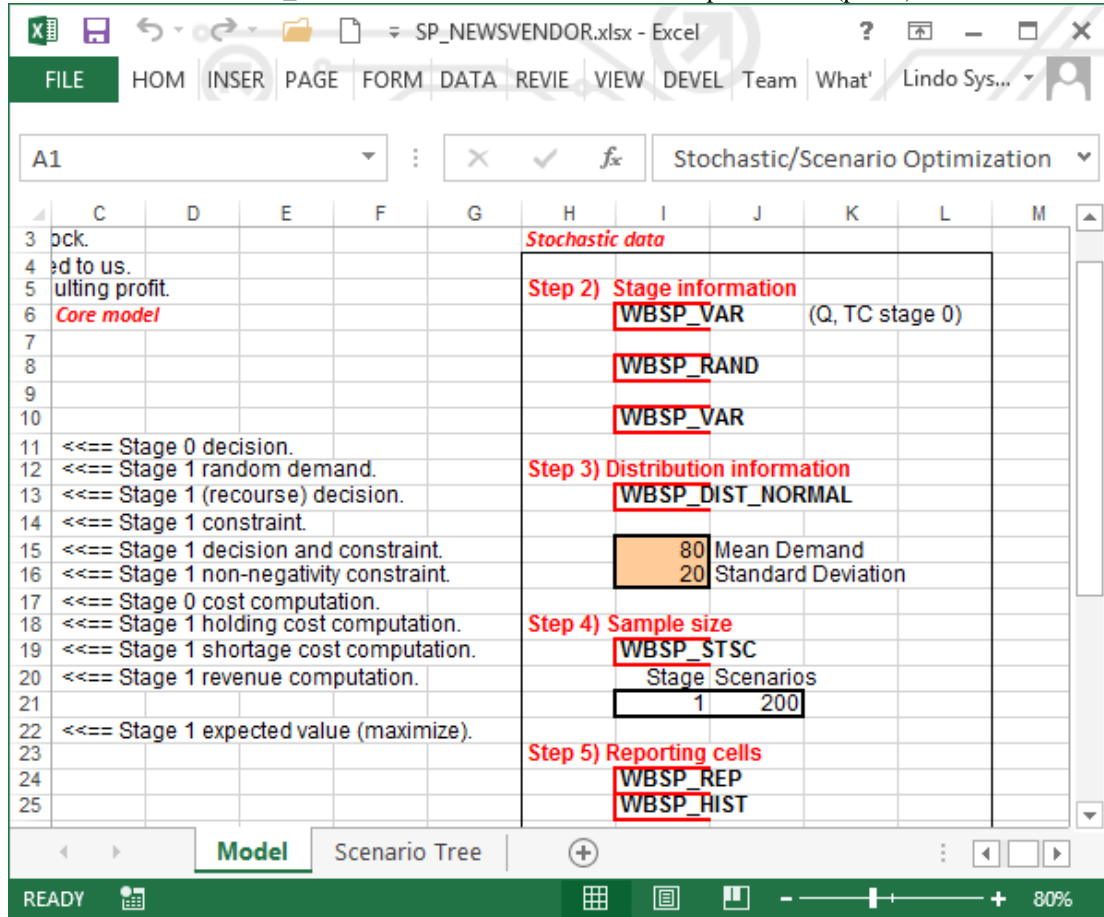 SP_NEWSVENDOR.xlsx - Excel ?
FILE HOM INSER PAGE FORM DATA REVIE VIEW DEVEL Team What' Lindo Sys...
A1 fx Stochastic/Scenario Optimization
C D E F G H I J K L M
3 ock. Stochastic data
4 ed to us.
5 ulting profit. Step 2) Stage information
6 Core model WBSP_VAR (Q, TC stage 0)
7
8 WBSP_RAND
9
10 WBSP_VAR
11 <<== Stage 0 decision.
12 <<== Stage 1 random demand. Step 3) Distribution information
13 <<== Stage 1 (recourse) decision. WBSP_DIST_NORMAL
14 <<== Stage 1 constraint.
15 <<== Stage 1 decision and constraint. 80 Mean Demand
16 <<== Stage 1 non-negativity constraint. 20 Standard Deviation
17 <<== Stage 0 cost computation.
18 <<== Stage 1 holding cost computation. Step 4) Sample size
19 <<== Stage 1 shortage cost computation. WBSP_STSC
20 <<== Stage 1 revenue computation. Stage Scenarios
21 1 200
22 <<== Stage 1 expected value (maximize).
23 Step 5) Reporting cells
24 WBSP_REP
25 WBSP_HIST
Model Scenario Tree
READY 80%